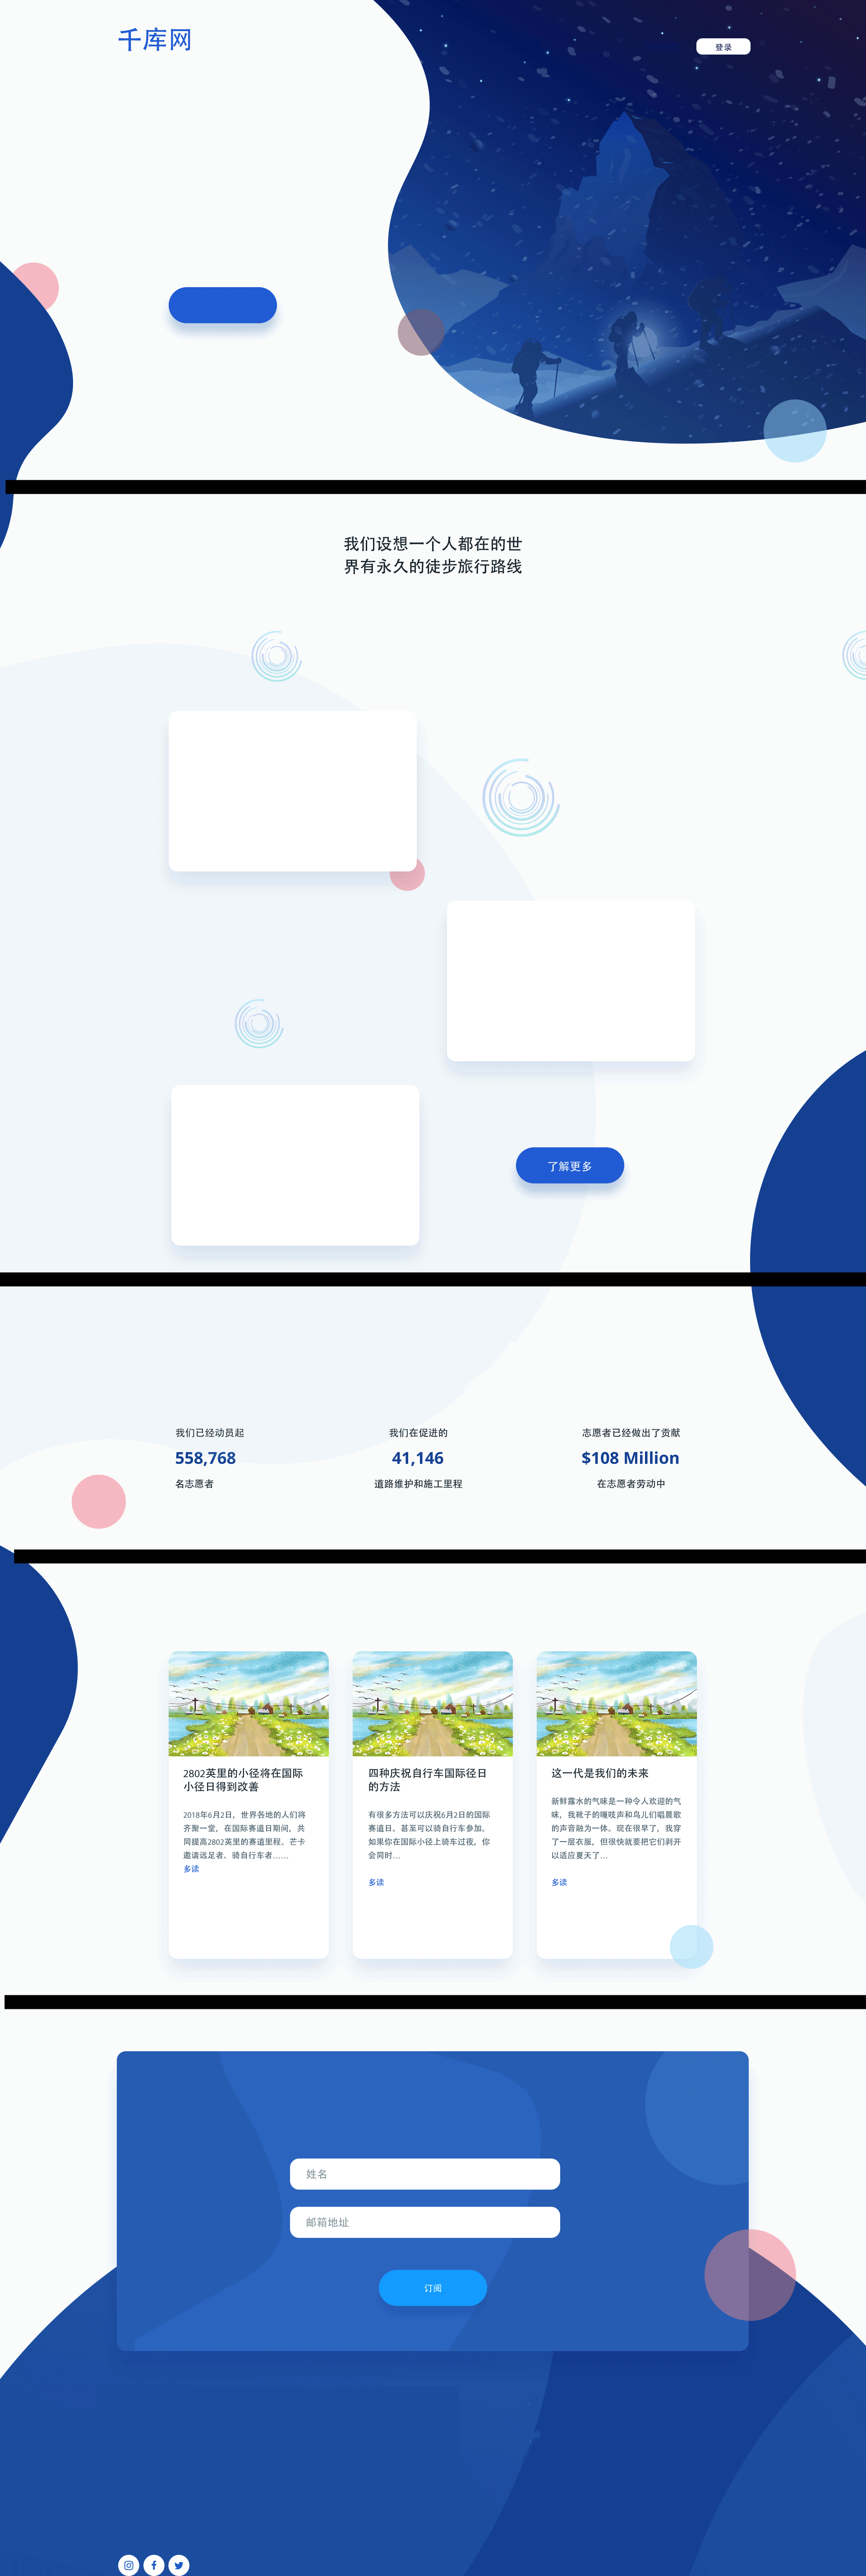 千库网
登录
我们设想一个人都在的世
界有永久的徒步旅行路线
了解更多
我们已经动员起
558,768
名志愿者
我们在促进的
41,146
道路维护和施工里程
志愿者已经做出了贡献
$108 Million
在志愿者劳动中
2802英里的小径将在国际
小径日得到改善
2018年6月2日，世界各地的人们将
齐聚一堂，在国际赛道日期间，共
同提高2802英里的赛道里程。芒卡
邀请远足者、骑自行车者……
多读
四种庆祝自行车国际径日
的方法
有很多方法可以庆祝6月2日的国际
赛道日。甚至可以骑自行车参加。
如果你在国际小径上骑车过夜，你
会同时…
多读
这一代是我们的未来
新鲜露水的气味是一种令人欢迎的气
味，我靴子的嘎吱声和鸟儿们唱晨歌
的声音融为一体。现在很早了，我穿
了一层衣服，但很快就要把它们剥开
以适应夏天了…
多读
姓名
邮箱地址
订阅